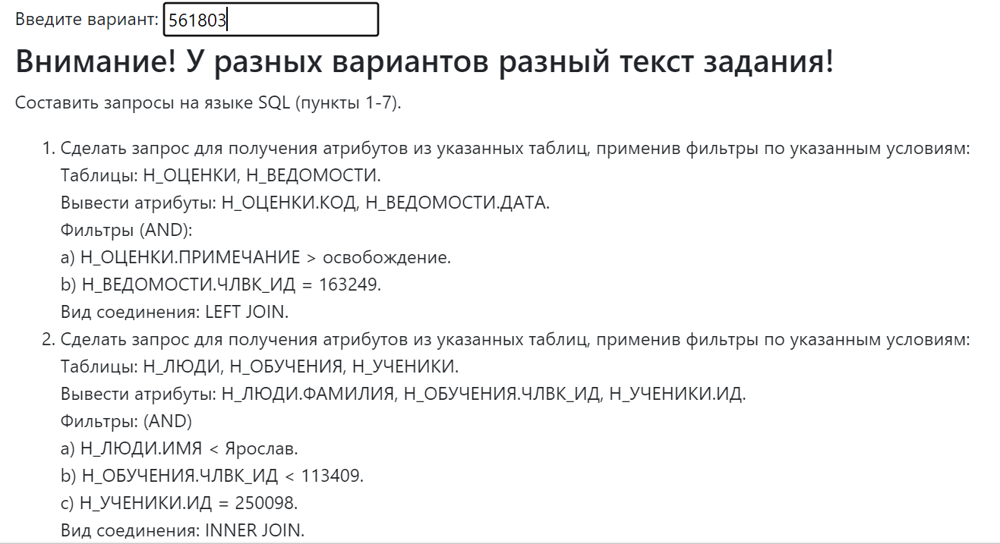 Введите вариант: 561803
Внимание! У разных вариантов разный текст задания!
Составить запросы на языке SQL (пункты 1-7).
1. Сделать запрос для получения атрибутов из указанных таблиц, применив фильтры по указанным условиям:
Таблицы: Н_ОЦЕНКИ, Н_ВЕДОМОСТИ.
Вывести атрибуты: Н_ОЦЕНКИ.КОД, Н_ВЕДОМОСТИ.ДАТА.
Фильтры (AND):
a) Н_ОЦЕНКИ.ПРИМЕЧАНИЕ > освобождение.
b) Н_ВЕДОМОСТИ.ЧЛВК_ИД = 163249.
Вид соединения: LEFT JOIN.
2. Сделать запрос для получения атрибутов из указанных таблиц, применив фильтры по указанным условиям:
Таблицы: Н_ЛЮДИ, Н_ОБУЧЕНИЯ, Н_УЧЕНИКИ.
Вывести атрибуты: Н_ЛЮДИ.ФАМИЛИЯ, Н_ОБУЧЕНИЯ.ЧЛВК_ИД, Н_УЧЕНИКИ.ИД.
Фильтры: (AND)
a) Н_ЛЮДИ.ИМЯ < Ярослав.
b) Н_ОБУЧЕНИЯ.ЧЛВК_ИД < 113409.
c) Н_УЧЕНИКИ.ИД = 250098.
Вид соединения: INNER JOIN.